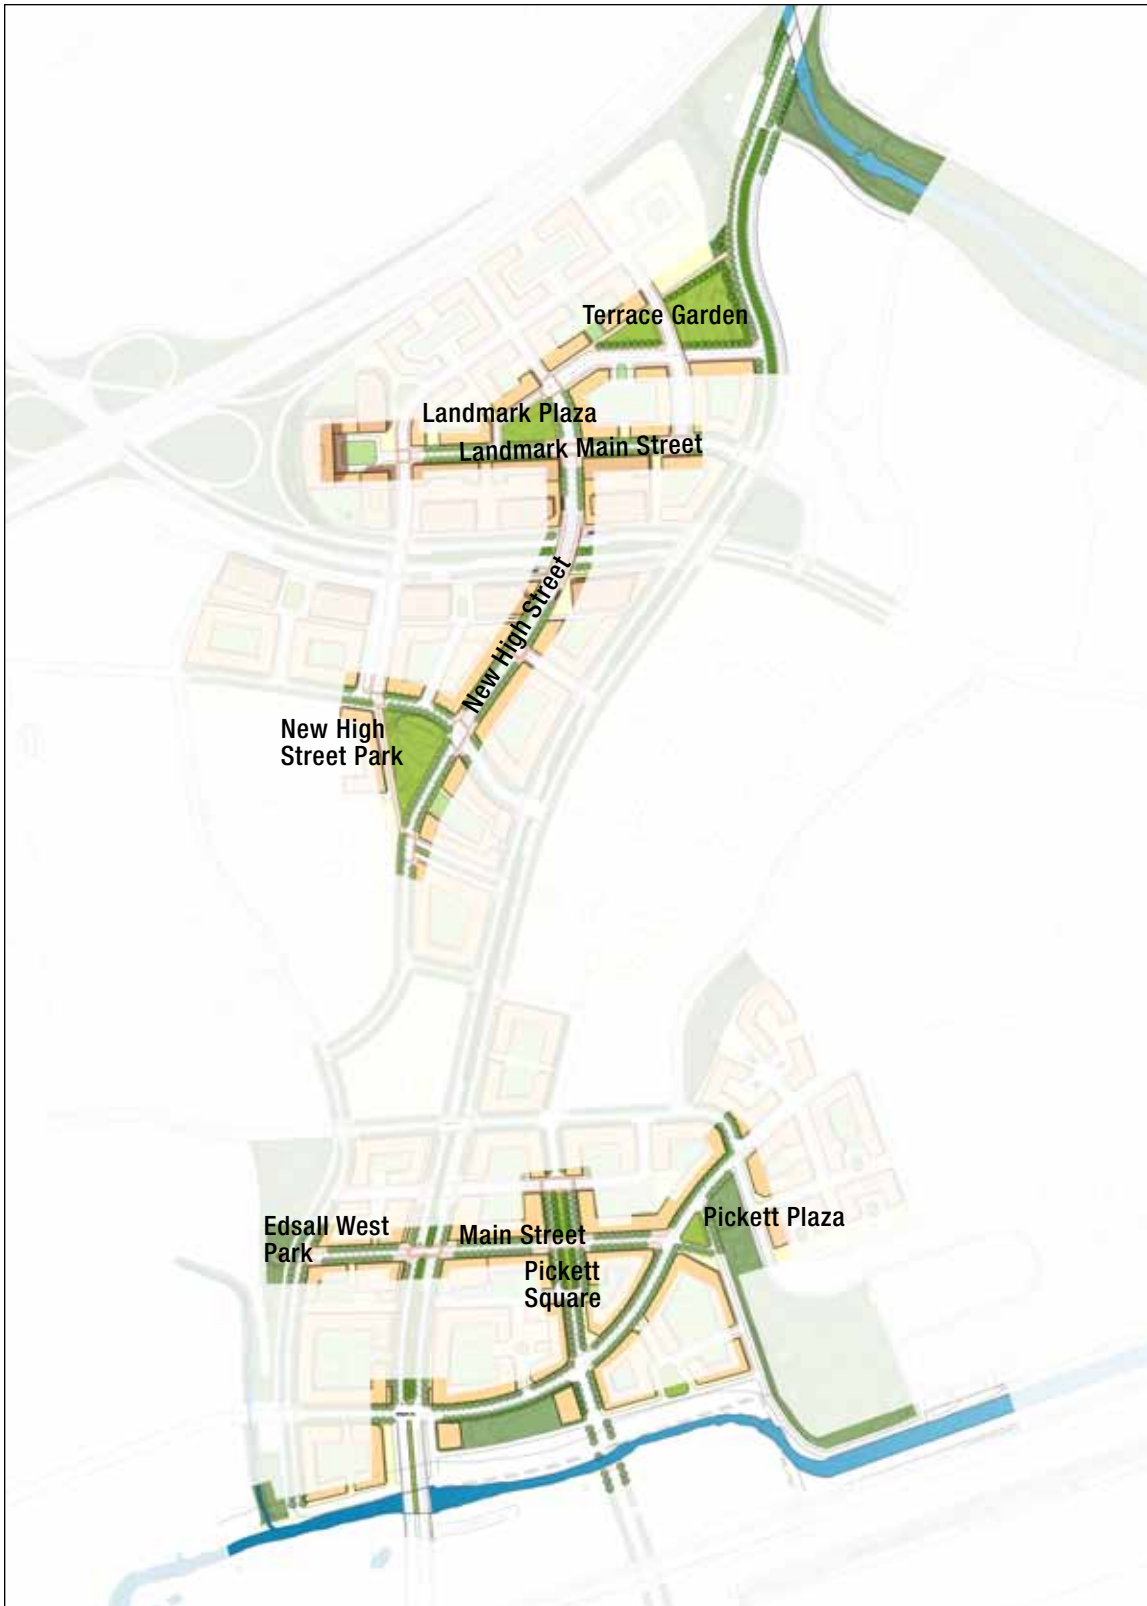 Terrace Garden
Landmark Plaza
Landmark Main Street
New High Street
New High
Street Park
Edsall West
Park
Main Street
Pickett Plaza
Pickett
Square